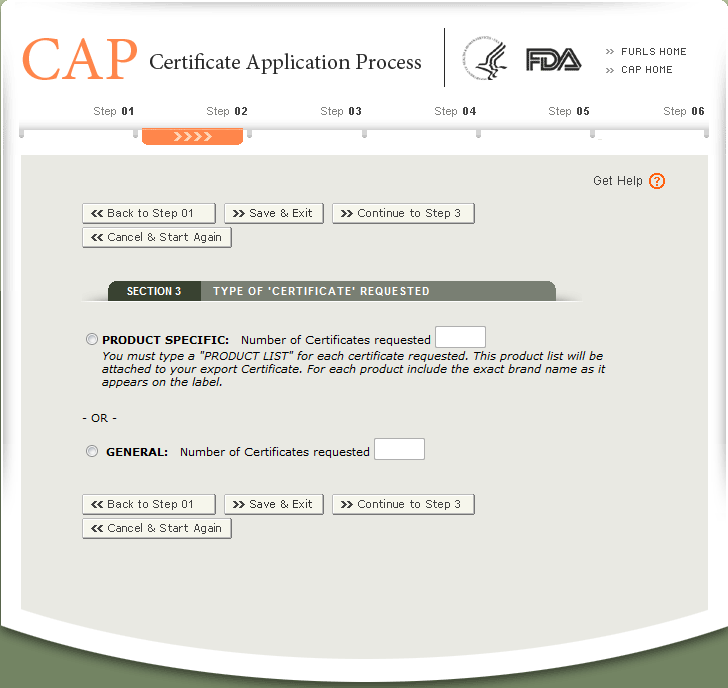 CAP Certificate Application Process
FDA
>> FURLS HOME
>> CAP HOME
Step 01 Step 02 Step 03 Step 04 Step 05 Step 06
>>>>
Get Help ?
<< Back to Step 01 >> Save & Exit >> Continue to Step 3
<< Cancel & Start Again
SECTION 3 TYPE OF 'CERTIFICATE' REQUESTED
PRODUCT SPECIFIC: Number of Certificates requested
You must type a "PRODUCT LIST" for each certificate requested. This product list will be
attached to your export Certificate. For each product include the exact brand name as it
appears on the label.
- OR -
GENERAL: Number of Certificates requested
<< Back to Step 01 >> Save & Exit >> Continue to Step 3
<< Cancel & Start Again